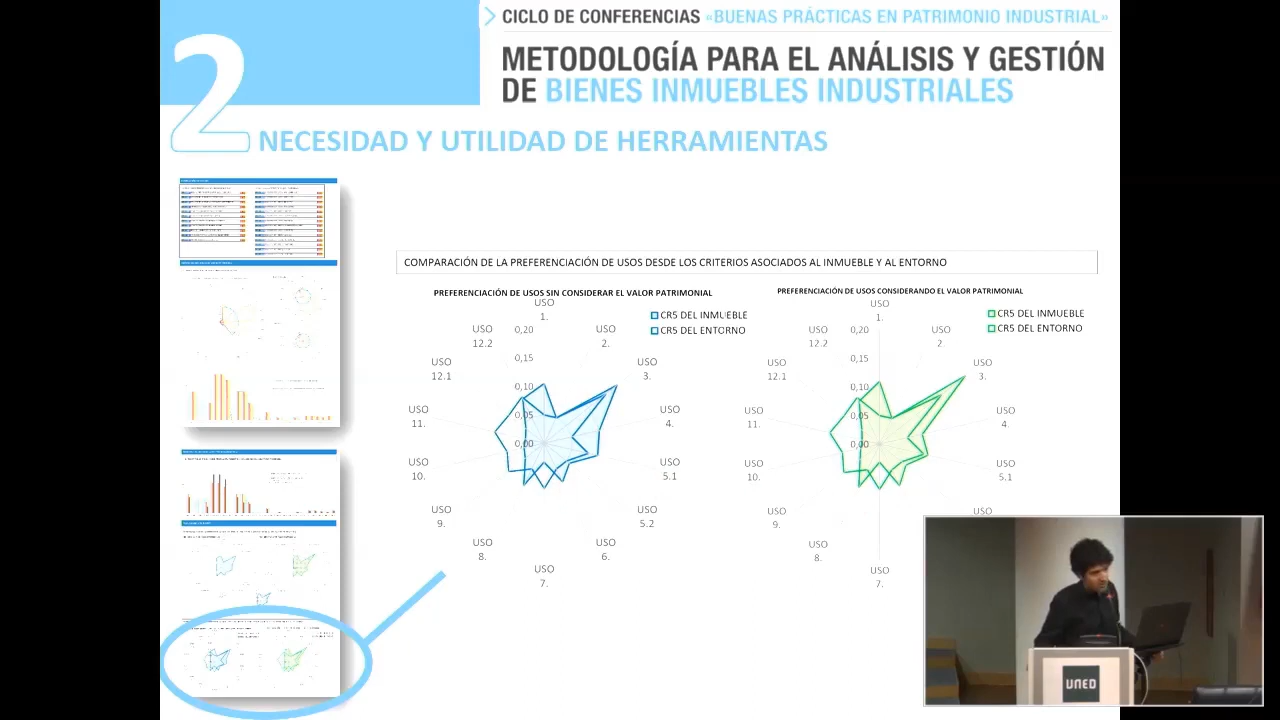 CICLO DE CONFERENCIAS «BUENAS PRÁCTICAS EN PATRIMONIO INDUSTRIAL»
METODOLOGÍA PARA EL ANÁLISIS Y GESTIÓN
DE BIENES INMUEBLES INDUSTRIALES
2
NECESIDAD Y UTILIDAD DE HERRAMIENTAS
COMPARACIÓN DE LA PREFERENCIACIÓN DE USOS DESDE LOS CRITERIOS ASOCIADOS AL INMUEBLE Y AL ENTORNO
PREFERENCIACIÓN DE USOS SIN CONSIDERAR EL VALOR PATRIMONIAL
CR5 DEL INMUEBLE
CR5 DEL ENTORNO
USO 1.
USO 2.
USO 3.
USO 4.
USO 5.1
USO 5.2
USO 6.
USO 7.
USO 8.
USO 9.
USO 10.
USO 11.
USO 12.1
USO 12.2
0,20
0,15
0,10
0,05
0,00
PREFERENCIACIÓN DE USOS CONSIDERANDO EL VALOR PATRIMONIAL
CR5 DEL INMUEBLE
CR5 DEL ENTORNO
USO 1.
USO 2.
USO 3.
USO 4.
USO 5.1
USO
USO 7.
USO 8.
USO 9.
USO 10.
USO 11.
USO 12.1
USO 12.2
0,20
0,15
0,10
0,05
0,00
UNED